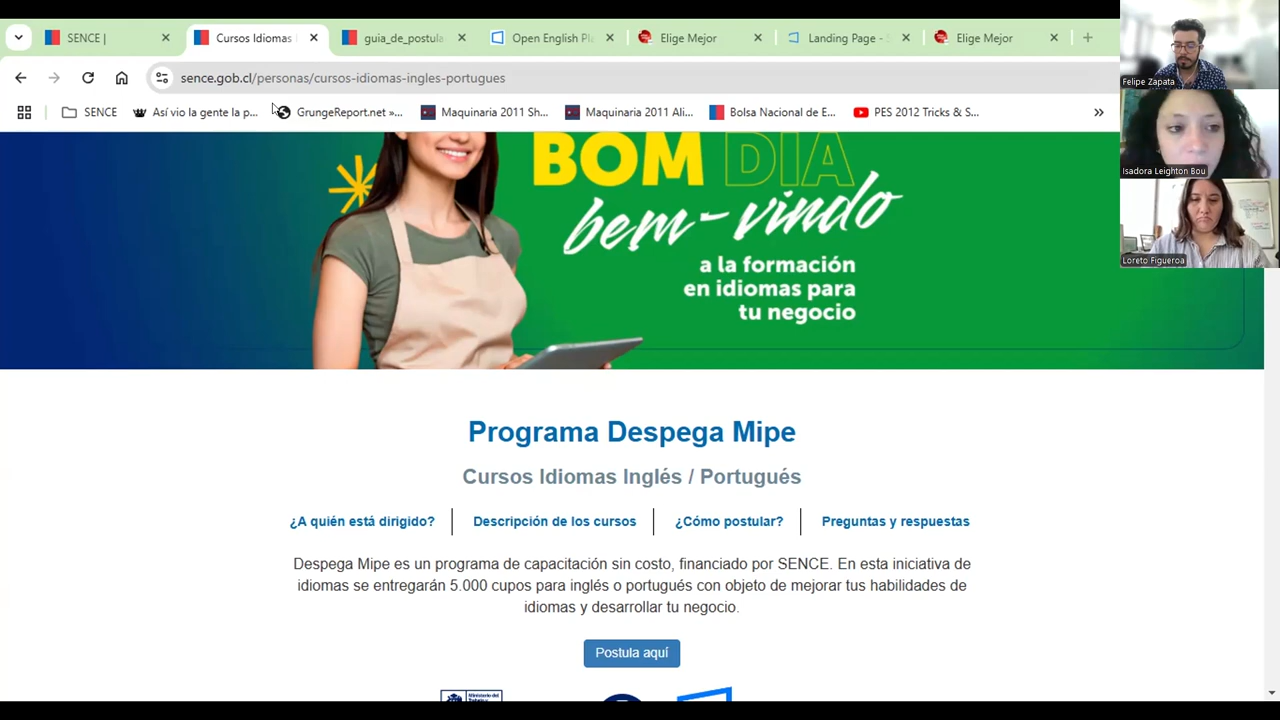 SENCE |
Cursos Idiomas
guia_de_postula
Open English Pl
Elige Mejor
Landing Page -
Elige Mejor
sence.gob.cl/personas/cursos-idiomas-ingles-portugues
SENCE
Así vio la gente la p...
GrungeReport.net »...
Maquinaria 2011 Sh...
Maquinaria 2011 Ali...
Bolsa Nacional de E...
PES 2012 Tricks & S...
»
Felipe Zapata
Isadora Leighton Bou
Loreto Figueroa
BOM DIA
bem-vindo
a la formación
en idiomas para
tu negocio
Programa Despega Mipe
Cursos Idiomas Inglés / Portugués
¿A quién está dirigido?
Descripción de los cursos
¿Cómo postular?
Preguntas y respuestas
Despega Mipe es un programa de capacitación sin costo, financiado por SENCE. En esta iniciativa de
idiomas se entregarán 5.000 cupos para inglés o portugués con objeto de mejorar tus habilidades de
idiomas y desarrollar tu negocio.
Postula aquí
Ministerio del